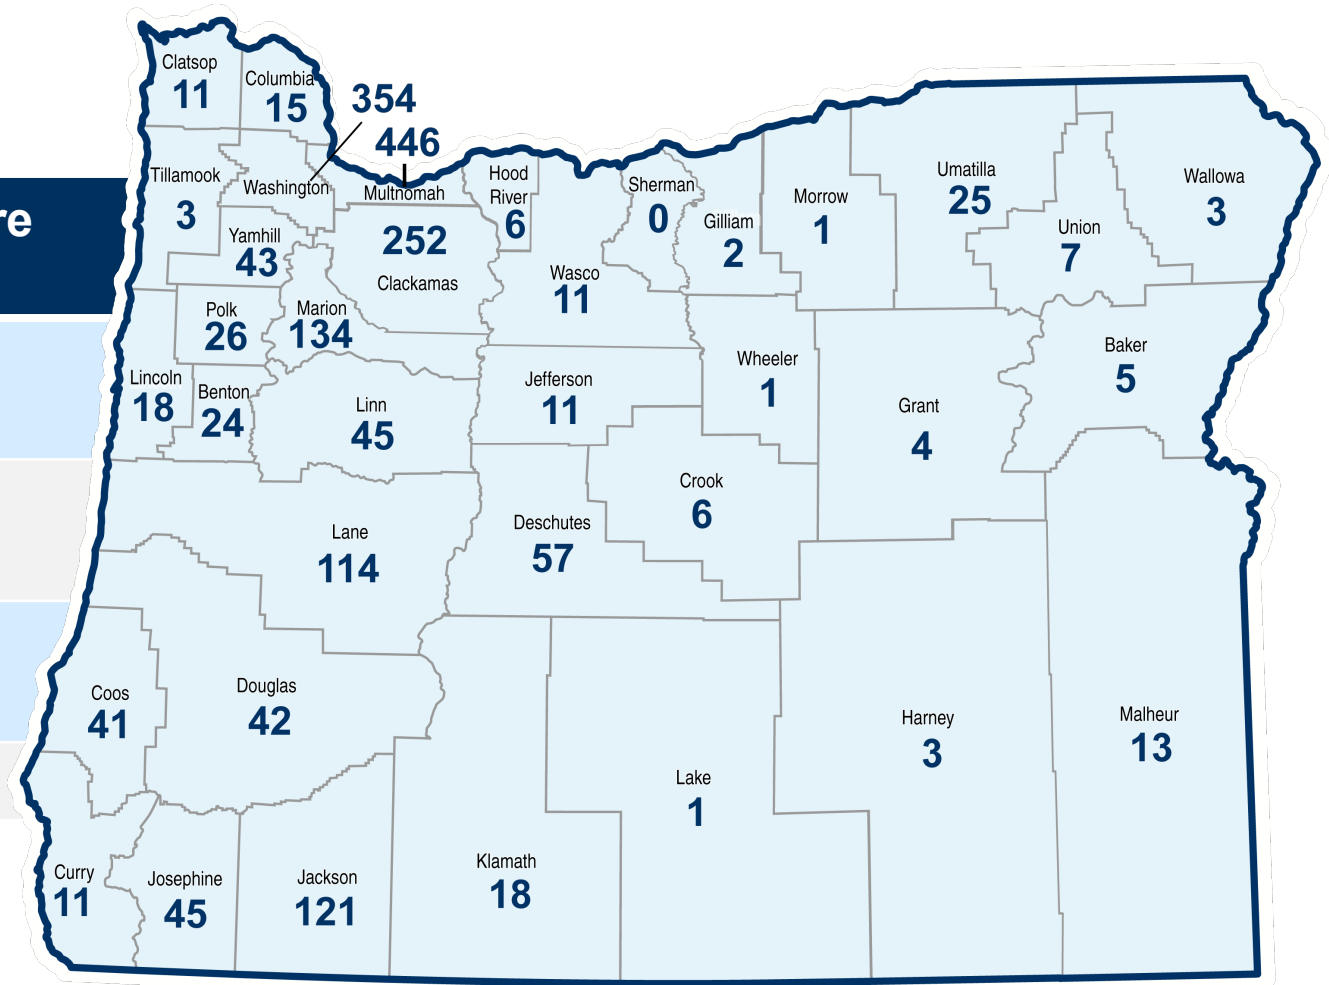 Clatsop
11
Columbia
15
354
446
Tillamook
3
Washington
Multnomah
Hood
River
6
Sherman
0
Gilliam
2
Morrow
1
Umatilla
25
Wallowa
3
Union
7
re
Yamhill
43
252
Clackamas
Wasco
11
Polk
26
Marion
134
Wheeler
1
Baker
5
Lincoln
18
Benton
24
Linn
45
Jefferson
11
Grant
4
Crook
6
Lane
114
Deschutes
57
Coos
41
Douglas
42
Harney
3
Malheur
13
Lake
1
Curry
11
Josephine
45
Jackson
121
Klamath
18